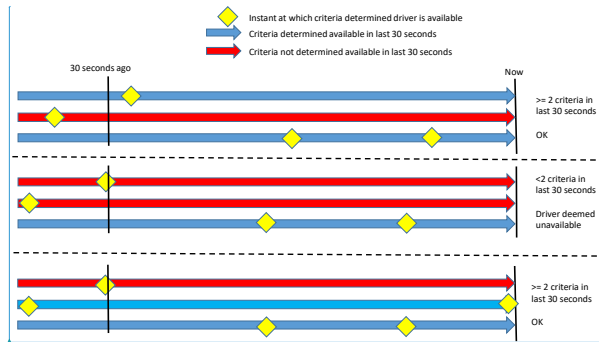 Instant at which criteria determined driver is available
Criteria determined available in last 30 seconds
Criteria not determined available in last 30 seconds
30 seconds ago
Now
>= 2 criteria in
last 30 seconds
OK
<2 criteria in
last 30 seconds
Driver deemed
unavailable
>= 2 criteria in
last 30 seconds
OK